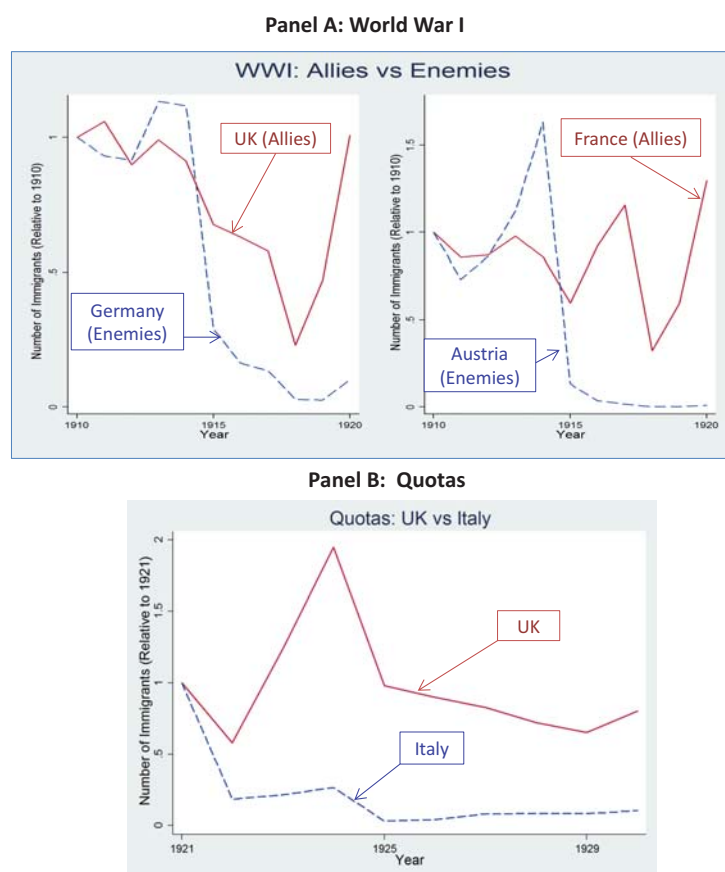 Panel A: World War I
WWI: Allies vs Enemies
Number of Immigrants (Relative to 1910)
1
.5
0
UK (Allies)
Germany
(Enemies)
1910
1915
1920
Year
Number of Immigrants (Relative to 1910)
1.5
1
.5
0
France (Allies)
Austria
(Enemies)
1910
1915
1920
Year
Panel B: Quotas
Quotas: UK vs Italy
Number of Immigrants (Relative to 1921)
2
1.5
1
.5
0
UK
Italy
1921
1925
1929
Year